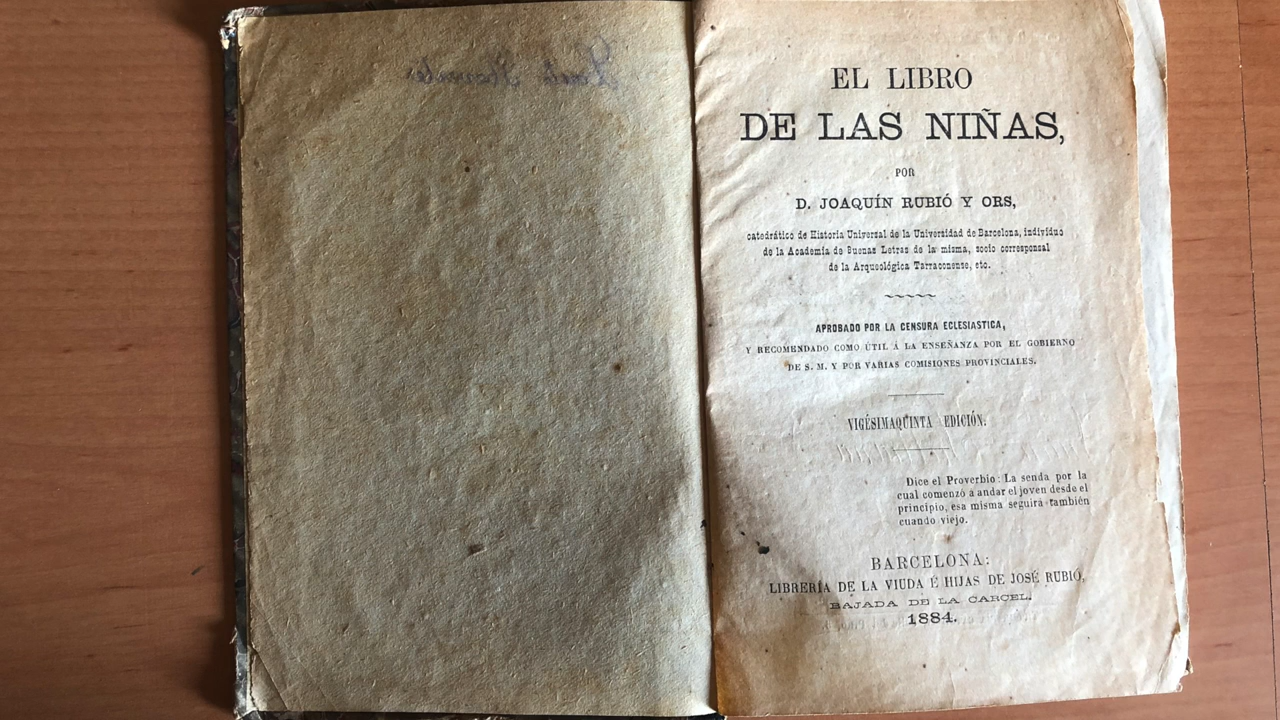 EL LIBRO
DE LAS NIÑAS,
POR
D. JOAQUÍN RUBIÓ Y ORS,
catedrático de Historia Universal de la Universidad de Barcelona, individuo
de la Academia de Buenas Letras de la misma, socio corresponsal
de la Arqueológica Tarraconense, etc.
APROBADO POR LA CENSURA ECLESIASTICA,
Y RECOMENDADO COMO ÚTIL Á LA ENSEÑANZA POR EL GOBIERNO
DE S. M. Y POR VARIAS COMISIONES PROVINCIALES.
VIGÉSIMAQUINTA EDICIÓN.
Dice el Proverbio: La senda por la
cual comenzó a andar el joven desde el
principio, esa misma seguirá también
cuando viejo.
BARCELONA:
LIBRERÍA DE LA VIUDA É HIJAS DE JOSÉ RUBIÓ,
BAJADA DE LA CARCEL.
1884.